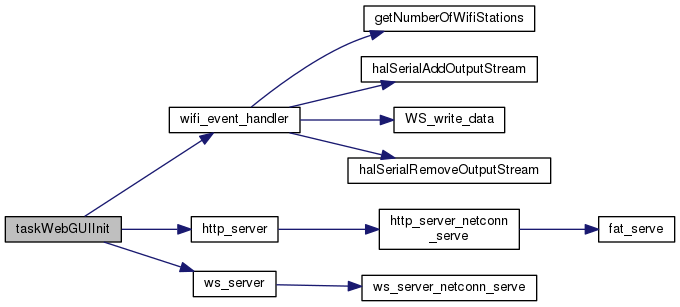 getNumberOfWifiStations
halSerialAddOutputStream
wifi_event_handler
WS_write_data
halSerialRemoveOutputStream
taskWebGUIInit
http_server
http_server_netconn
_serve
fat_serve
ws_server
ws_server_netconn_serve